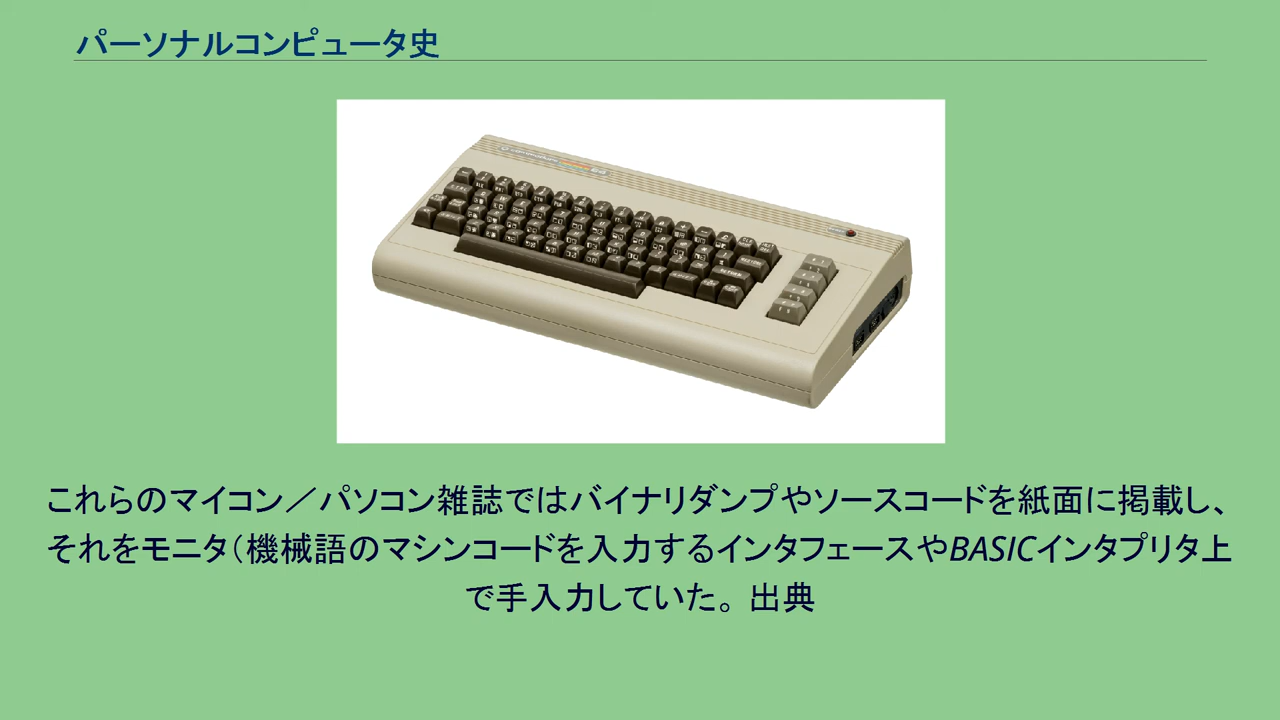 パーソナルコンピュータ史
これらのマイコン／パソコン雑誌ではバイナリダンプやソースコードを紙面に掲載し、
それをモニタ（機械語のマシンコードを入力するインタフェースやBASICインタプリタ上
で手入力していた。 出典